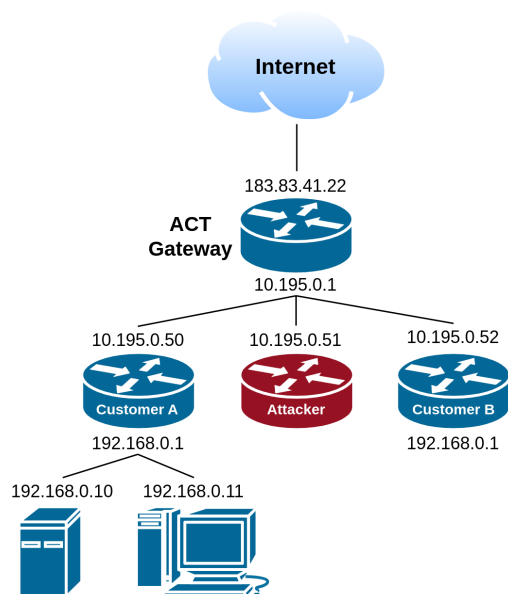 Internet
183.83.41.22
ACT
Gateway
10.195.0.1
10.195.0.50
10.195.0.51
10.195.0.52
Customer A
Attacker
Customer B
192.168.0.1
192.168.0.1
192.168.0.10
192.168.0.11